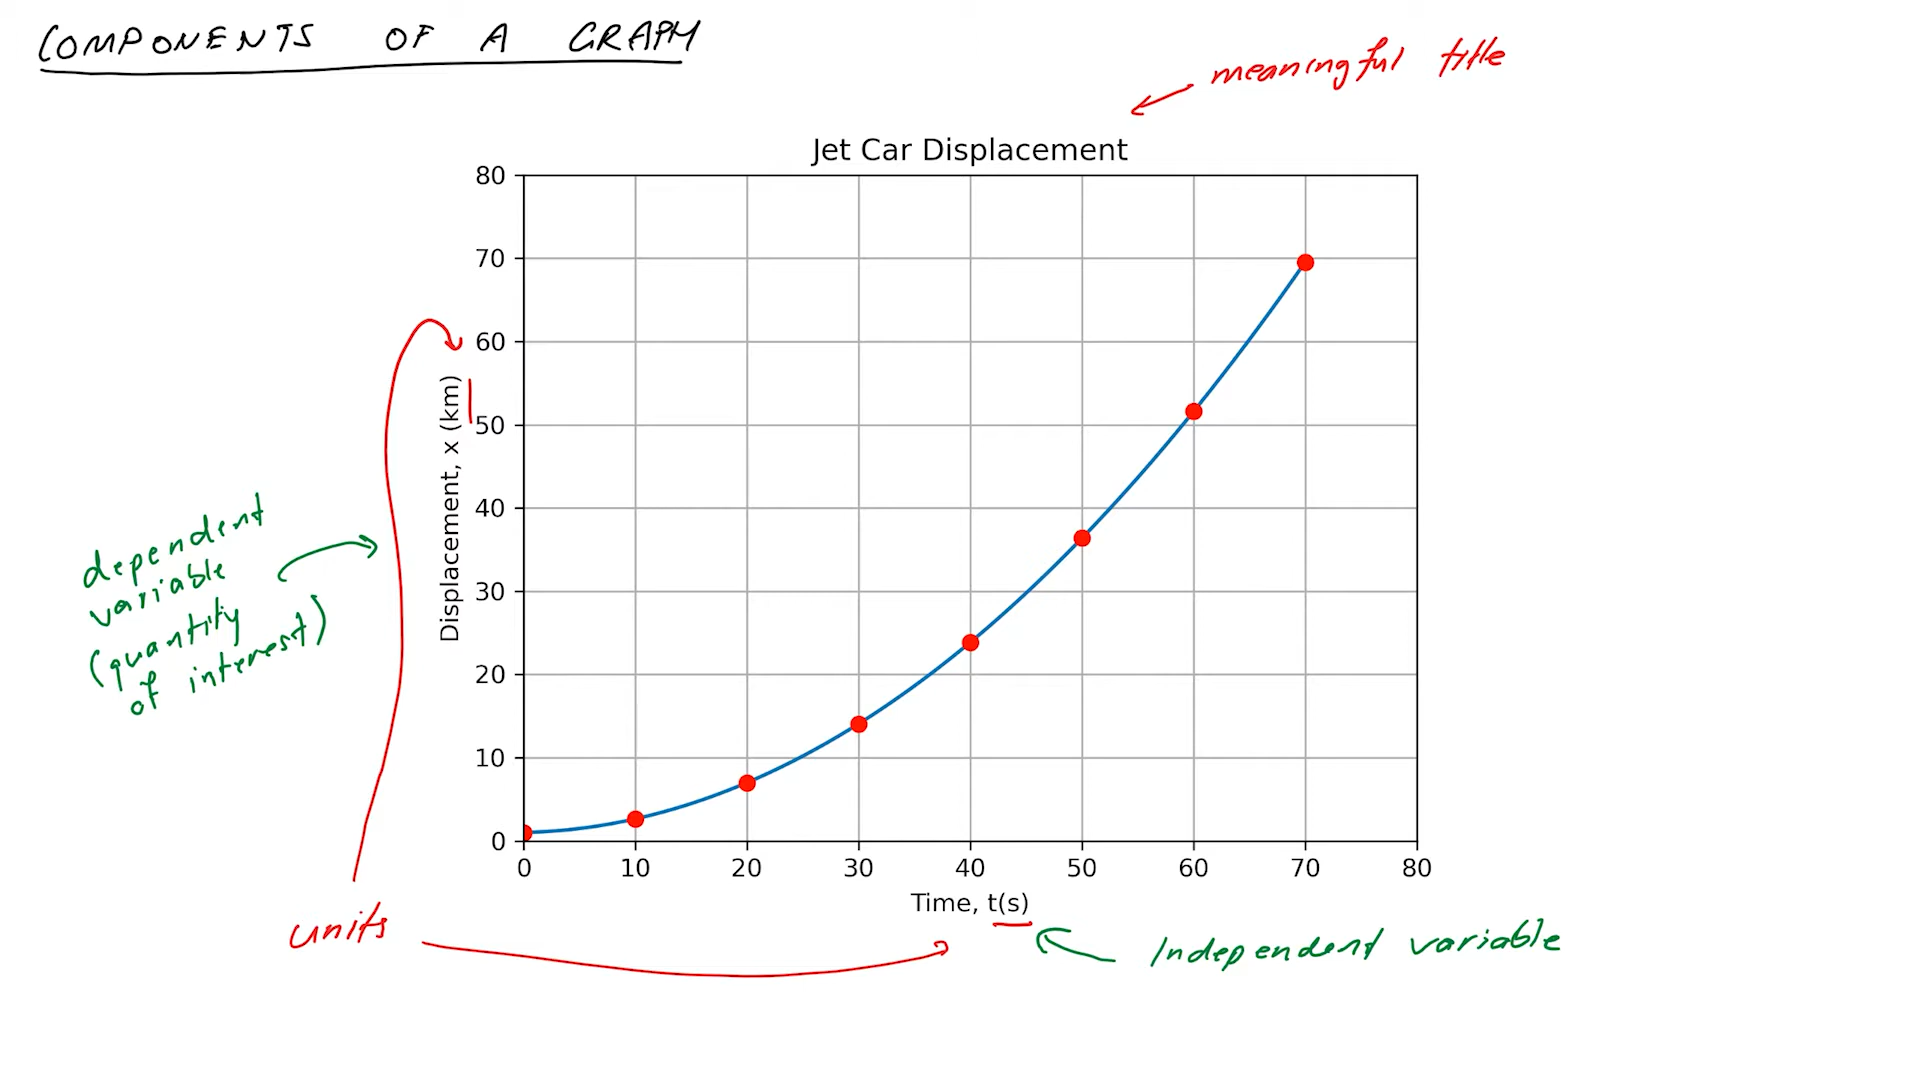 COMPONENTS OF A GRAPH
meaningful title
Jet Car Displacement
80
70
60
50
40
30
20
10
0
Displacement, x (km)
dependent
variable
(quantity
of interest)
0 10 20 30 40 50 60 70 80
Time, t(s)
units
Independent variable